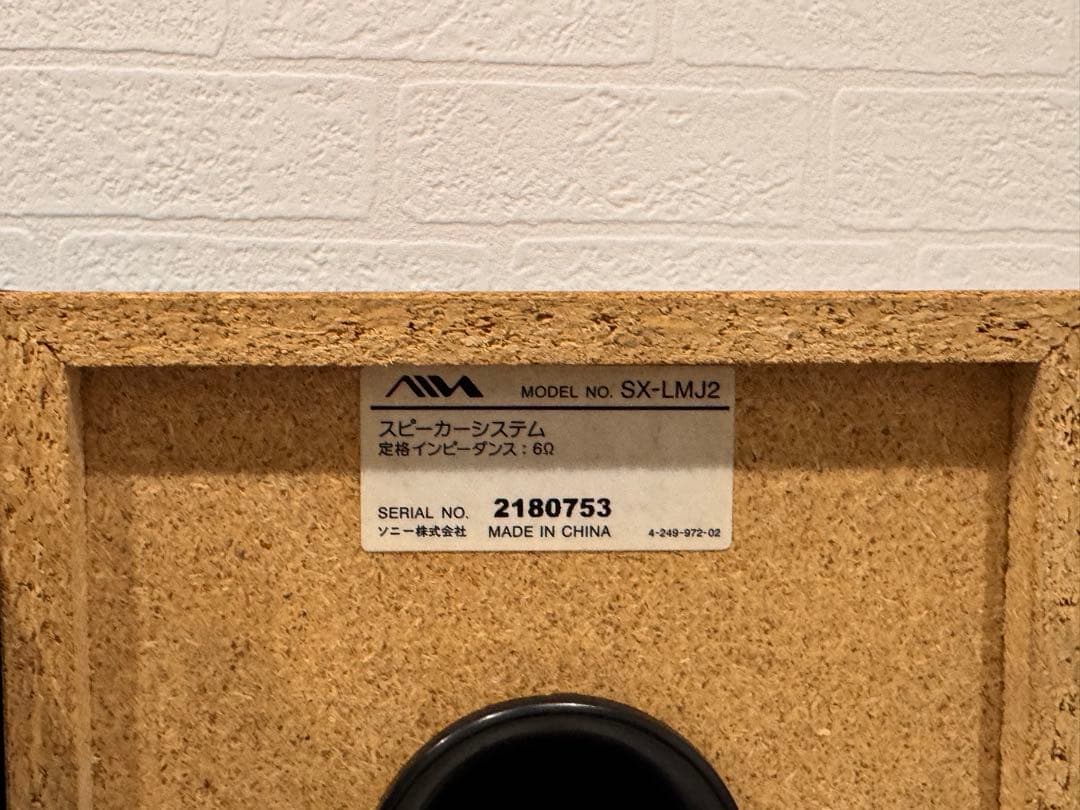 AIWA MODEL NO. SX-LMJ2
スピーカーシステム
定格インピーダンス : 6Ω
SERIAL NO. 2180753
ソニー株式会社 MADE IN CHINA 4-249-972-02